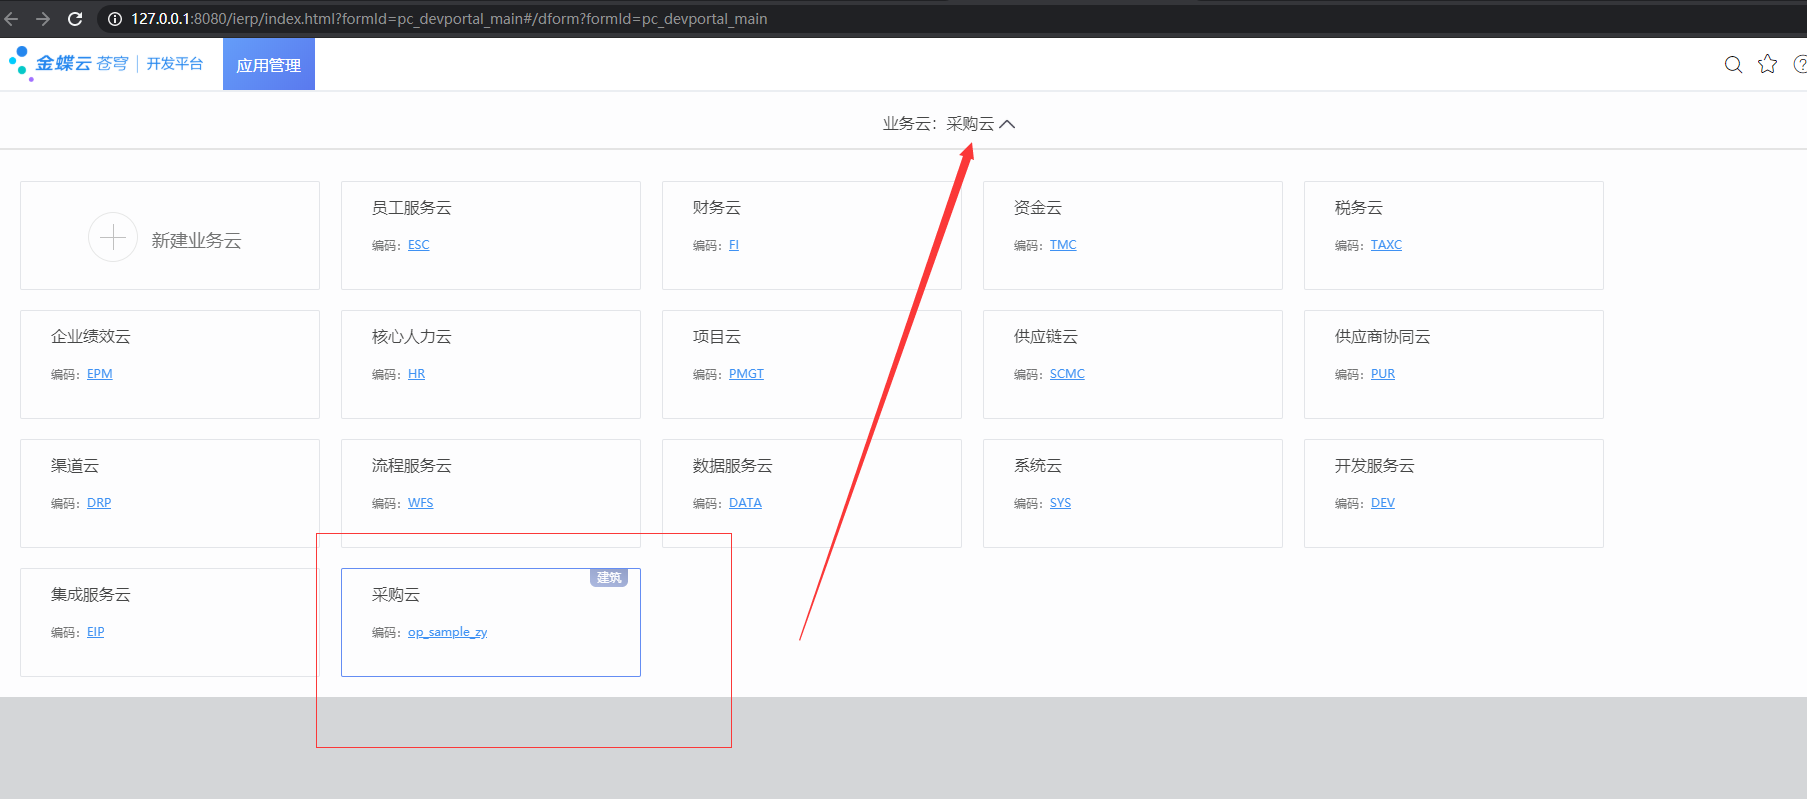 127.0.0.1:8080/ierp/index.html?formId=pc_devportal_main#/dform?formId=pc_devportal_main
金蝶云 苍穹 | 开发平台 应用管理
业务云：采购云
新建业务云
员工服务云
编码：ESC
财务云
编码：FI
资金云
编码：TMC
税务云
编码：TAXC
企业绩效云
编码：EPM
核心人力云
编码：HR
项目云
编码：PMGT
供应链云
编码：SCMC
供应商协同云
编码：PUR
渠道云
编码：DRP
流程服务云
编码：WFS
数据服务云
编码：DATA
系统云
编码：SYS
开发服务云
编码：DEV
集成服务云
编码：EIP
采购云
建筑
编码：op_sample_zy